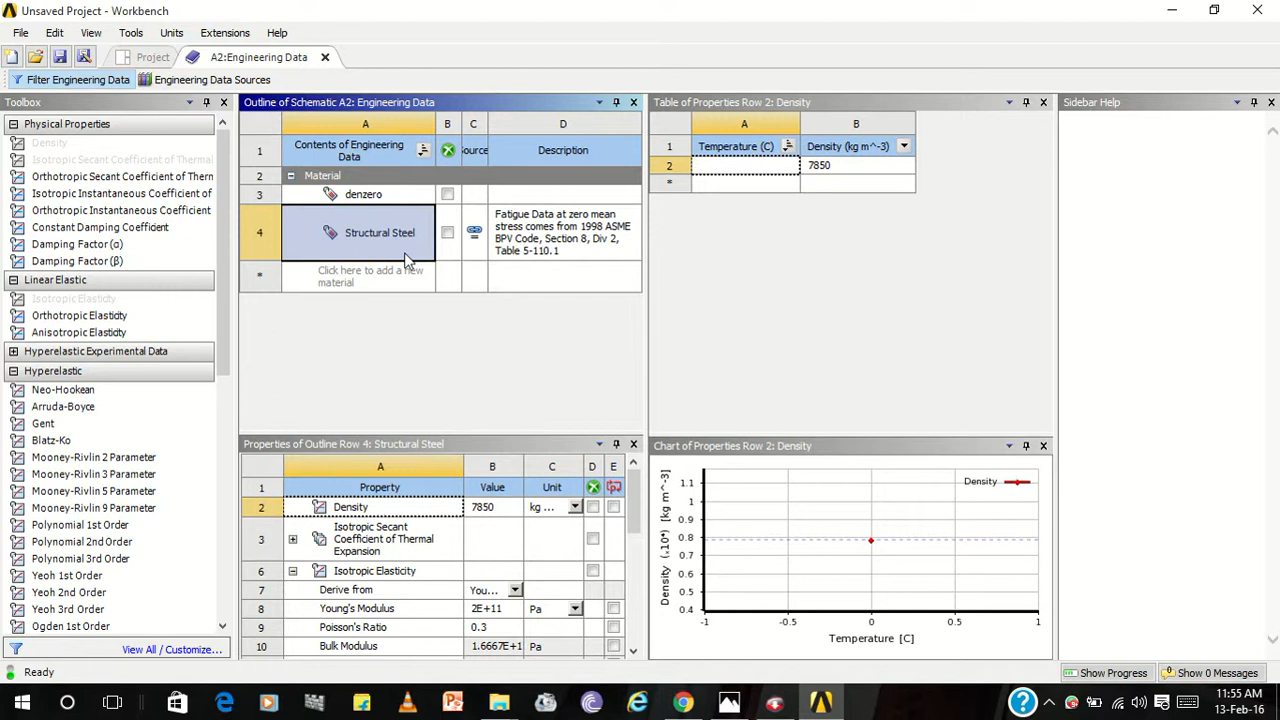 Unsaved Project - Workbench
File Edit View Tools Units Extensions Help
Project A2:Engineering Data
Filter Engineering Data Engineering Data Sources
Toolbox
Physical Properties
Density
Isotropic Secant Coefficient of Thermal
Orthotropic Secant Coefficient of Therm
Isotropic Instantaneous Coefficient of
Orthotropic Instantaneous Coefficient
Constant Damping Coefficient
Damping Factor (α)
Damping Factor (β)
Linear Elastic
Isotropic Elasticity
Orthotropic Elasticity
Anisotropic Elasticity
Hyperelastic Experimental Data
Hyperelastic
Neo-Hookean
Arruda-Boyce
Gent
Blatz-Ko
Mooney-Rivlin 2 Parameter
Mooney-Rivlin 3 Parameter
Mooney-Rivlin 5 Parameter
Mooney-Rivlin 9 Parameter
Polynomial 1st Order
Polynomial 2nd Order
Polynomial 3rd Order
Yeoh 1st Order
Yeoh 2nd Order
Yeoh 3rd Order
Ogden 1st Order
View All / Customize...
Outline of Schematic A2: Engineering Data
A B C D
1 Contents of Engineering Data ource Description
2 Material
3 denzero
4 Structural Steel
Fatigue Data at zero mean
stress comes from 1998 ASME
BPV Code, Section 8, Div 2,
Table 5-110.1
* Click here to add a new
material
Properties of Outline Row 4: Structural Steel
A B C D E
1 Property Value Unit
2 Density 7850 kg ...
3 Isotropic Secant
Coefficient of Thermal
Expansion
6 Isotropic Elasticity
7 Derive from You...
8 Young's Modulus 2E+11 Pa
9 Poisson's Ratio 0.3
10 Bulk Modulus 1.6667E+1 Pa
Table of Properties Row 2: Density
A B
1 Temperature (C) Density (kg m^-3)
2 7850
*
Chart of Properties Row 2: Density
Density (.10⁴) [kg m^-3]
1.1
1
0.9
0.8
0.7
0.6
0.5
0.4
Density
-1 -0.5 0 0.5 1
Temperature [C]
Sidebar Help
Ready
Show Progress Show 0 Messages
11:55 AM
13-Feb-16